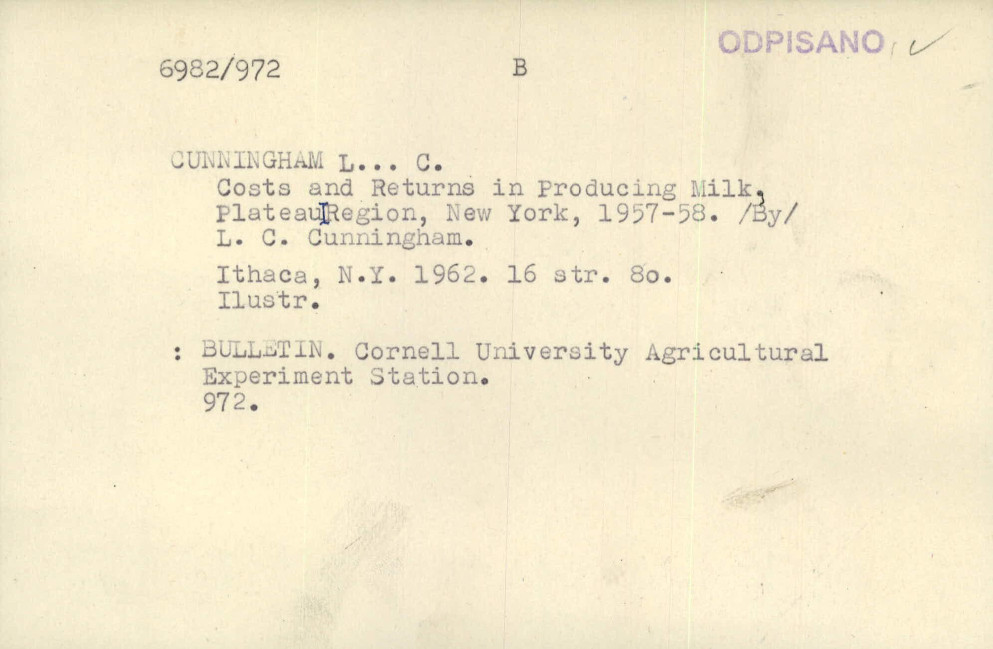 ODPISANO
6982/972 B
CUNNINGHAM L... C.
Costs and Returns in Producing Milk,
Plateau Region, New York, 1957-58. /By/
L. C. Cunningham.
Ithaca, N.Y. 1962. 16 str. 8o.
Ilustr.
: BULLETIN. Cornell University Agricultural
Experiment Station.
972.